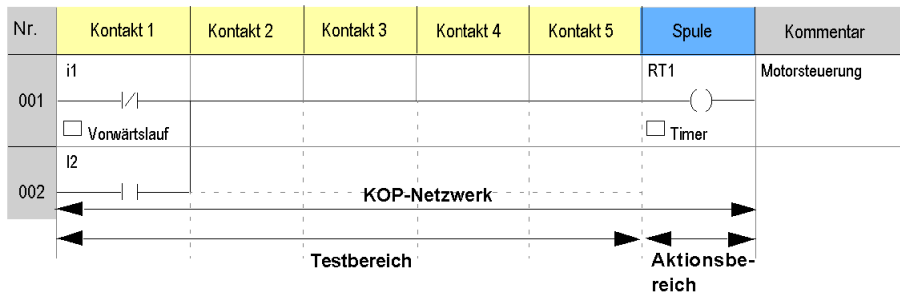 Nr. Kontakt 1 Kontakt 2 Kontakt 3 Kontakt 4 Kontakt 5 Spule Kommentar
i1 RT1 Motorsteuerung
001
Vorwärtslauf Timer
I2
002
KOP-Netzwerk
Testbereich
Aktionsbe-
reich